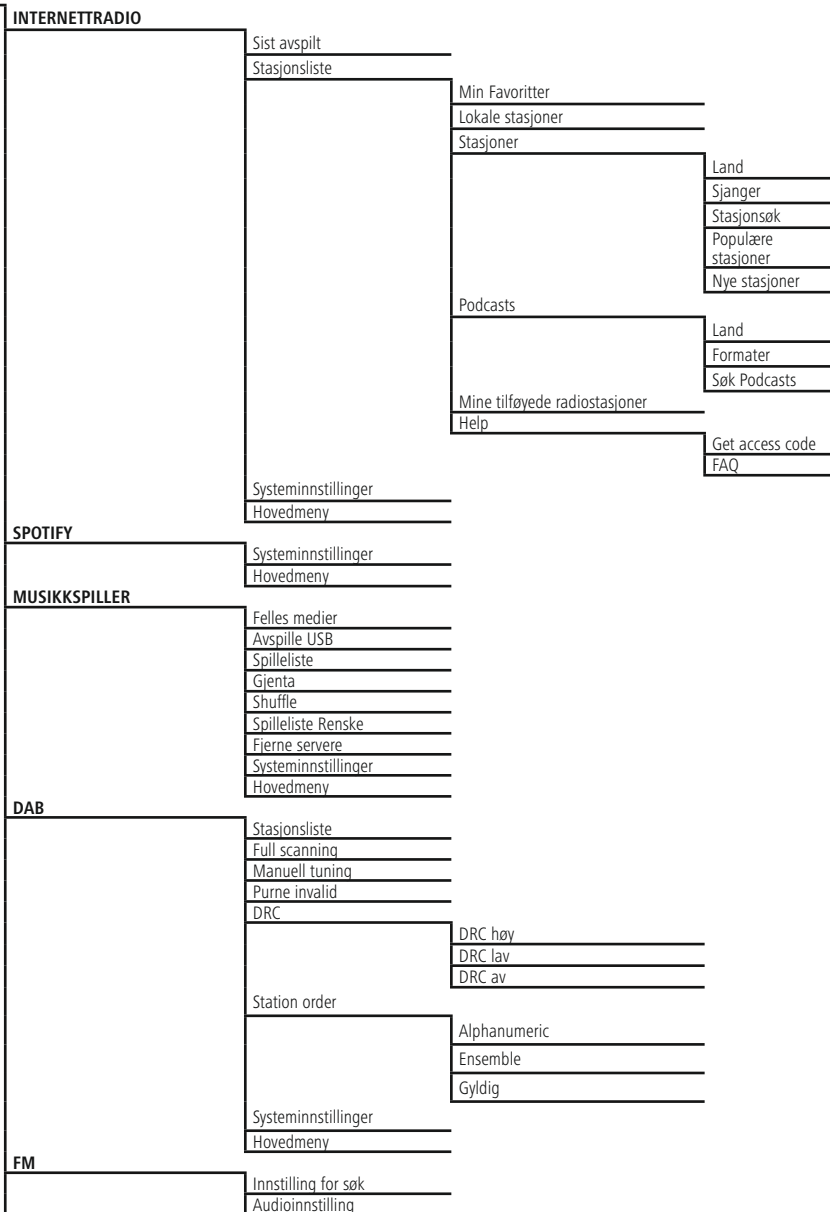 INTERNETTRADIO
Sist avspilt
Stasjonsliste
Min Favoritter
Lokale stasjoner
Stasjoner
Land
Sjanger
Stasjonsøk
Populære
stasjoner
Nye stasjoner
Podcasts
Land
Formater
Søk Podcasts
Mine tilføyede radiostasjoner
Help
Get access code
FAQ
Systeminnstillinger
Hovedmeny
SPOTIFY
Systeminnstillinger
Hovedmeny
MUSIKKSPILLER
Felles medier
Avspille USB
Spilleliste
Gjenta
Shuffle
Spilleliste Renske
Fjerne servere
Systeminnstillinger
Hovedmeny
DAB
Stasjonsliste
Full scanning
Manuell tuning
Purne invalid
DRC
DRC høy
DRC lav
DRC av
Station order
Alphanumeric
Ensemble
Gyldig
Systeminnstillinger
Hovedmeny
FM
Innstilling for søk
Audioinnstilling